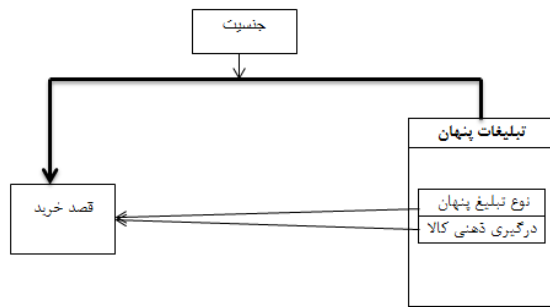 جنسیت
تبلیغات پنهان
قصد خرید
نوع تبلیغ پنهان
درگیری ذهنی کالا